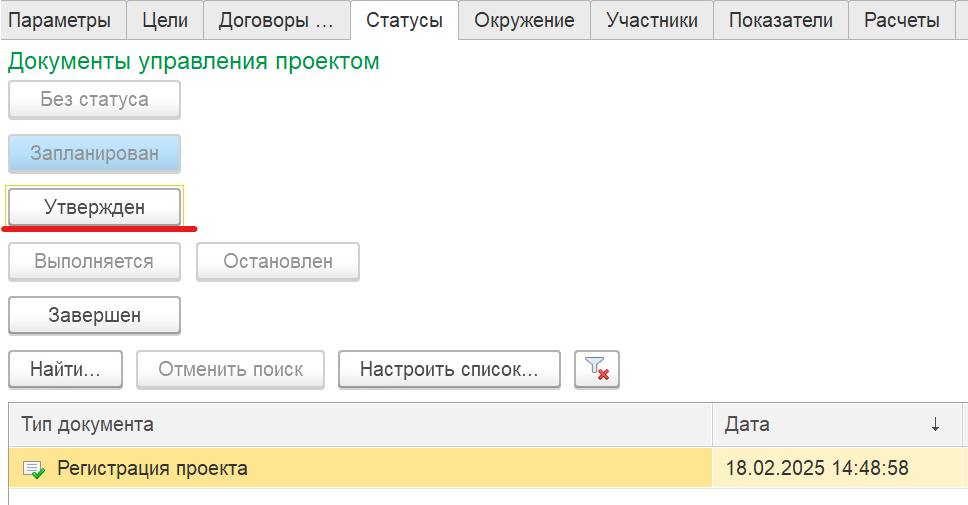 Параметры Цели Договоры ... Статусы Окружение Участники Показатели Расчеты
Документы управления проектом
Без статуса
Запланирован
Утвержден
Выполняется Остановлен
Завершен
Найти... Отменить поиск Настроить список...
Тип документа Дата ↓
Регистрация проекта 18.02.2025 14:48:58